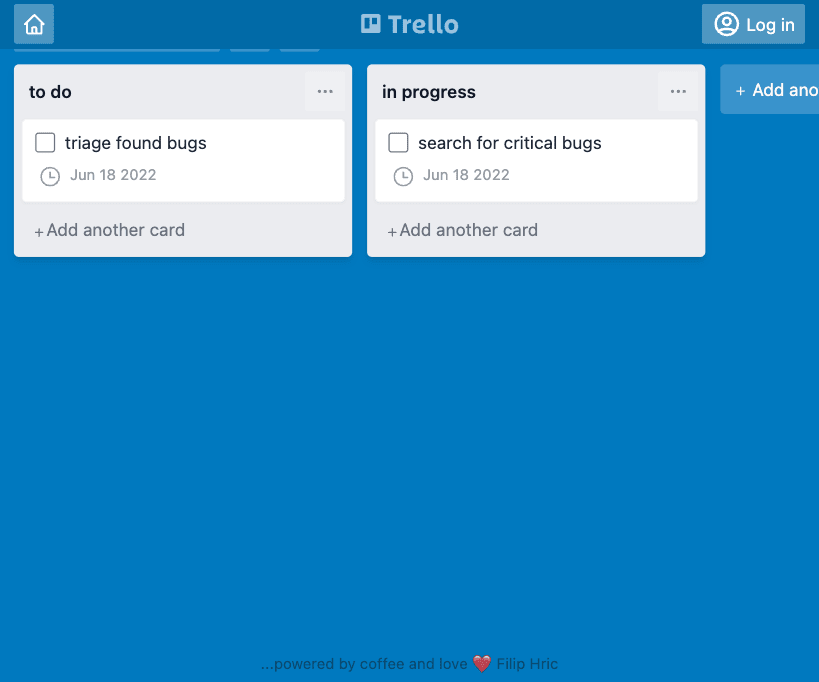 Trello
Log in
to do
...
in progress
...
+ Add ano
triage found bugs
Jun 18 2022
search for critical bugs
Jun 18 2022
+ Add another card
+ Add another card
...powered by coffee and love ❤️ Filip Hric